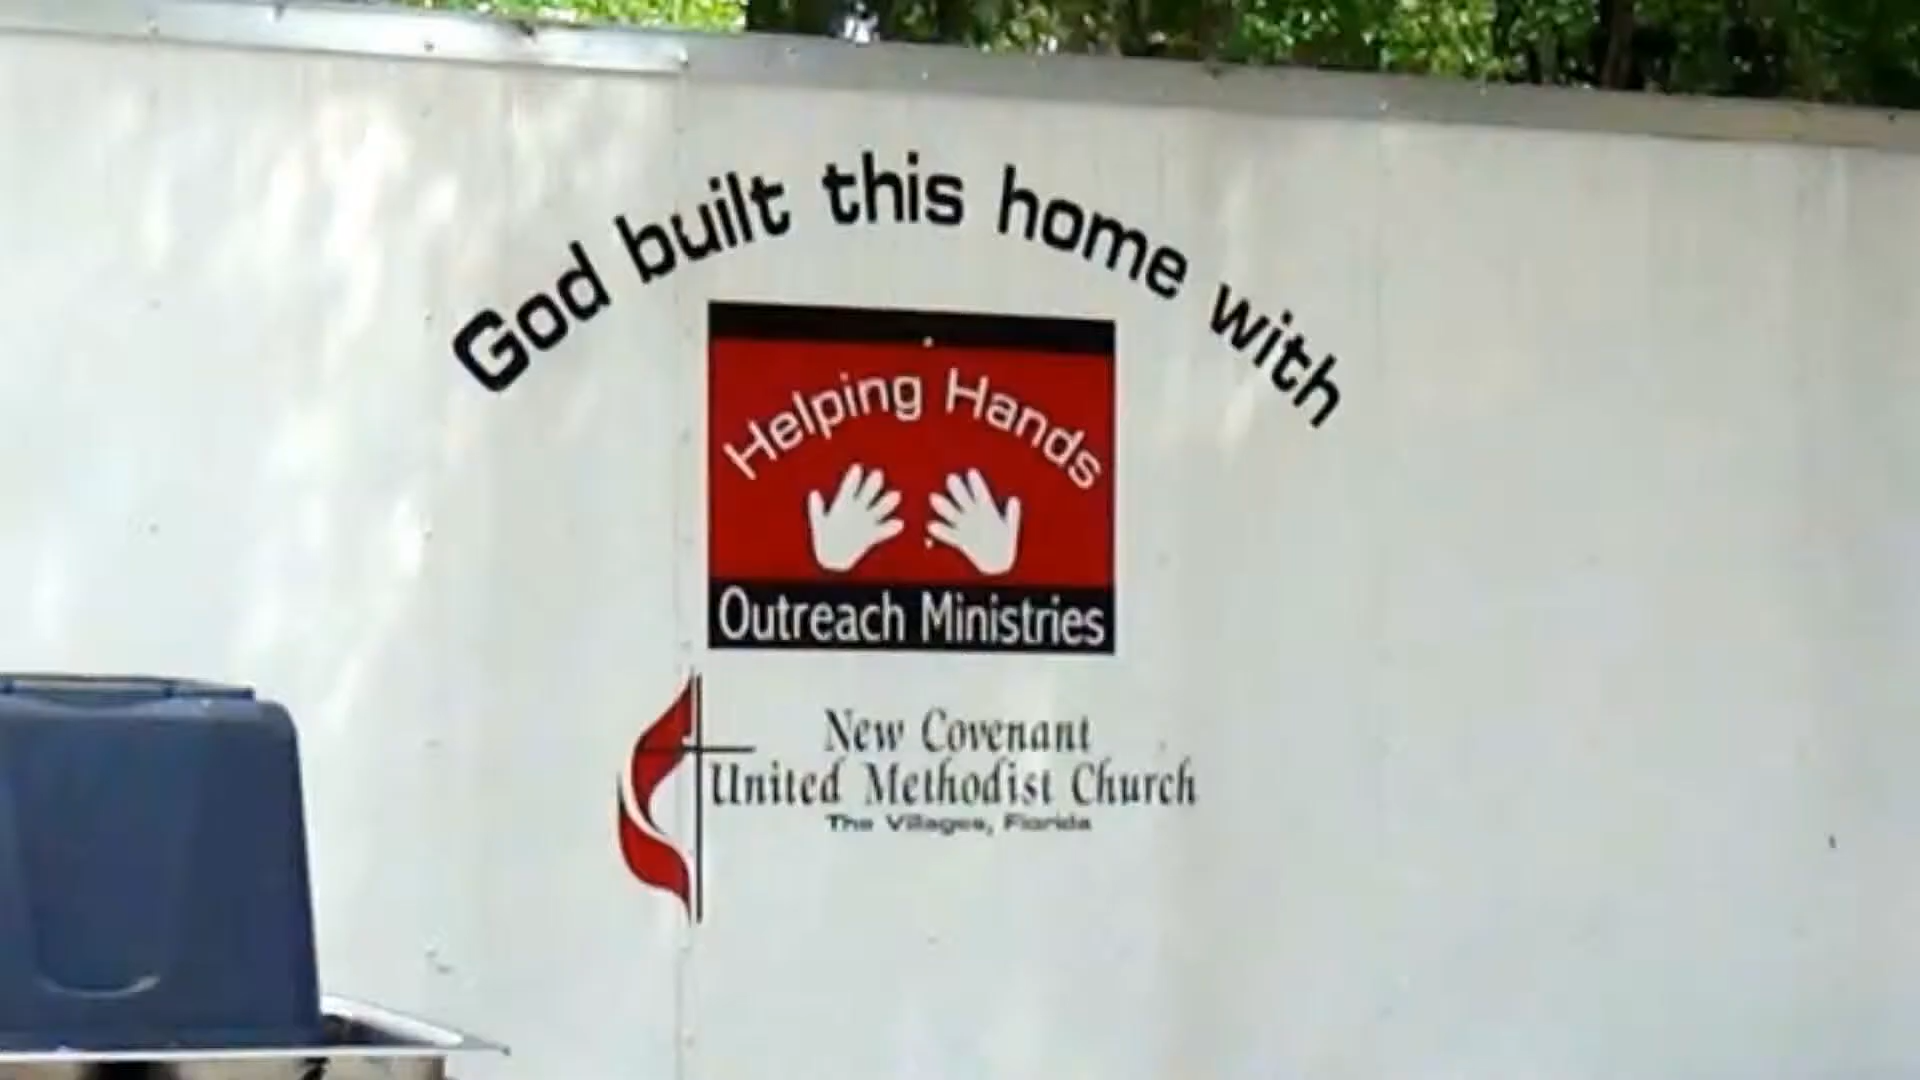 God built this home with
Helping Hands
Outreach Ministries
New Covenant
United Methodist Church
The Villages, Florida